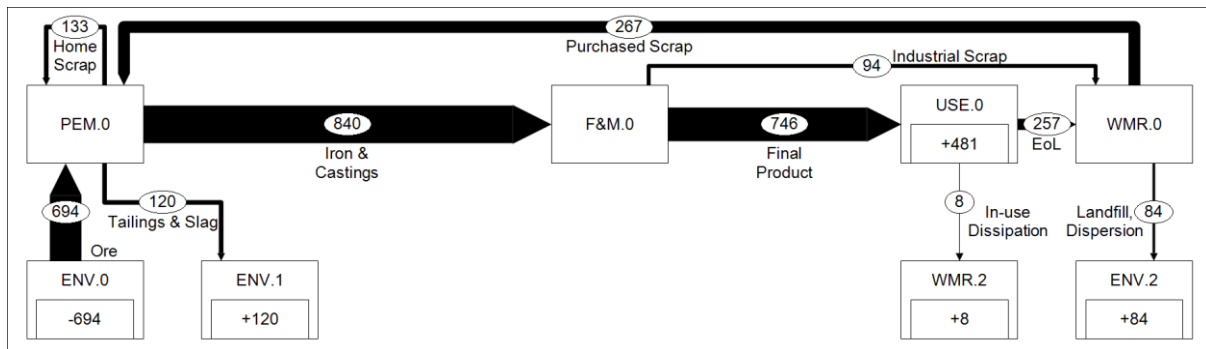 133
Home
Scrap
267
Purchased Scrap
94
Industrial Scrap
PEM.0
840
Iron &
Castings
F&M.0
746
Final
Product
USE.0
+481
257
EoL
WMR.0
694
Ore
120
Tailings & Slag
8
In-use
Dissipation
Landfill,
Dispersion
84
ENV.0
-694
ENV.1
+120
WMR.2
+8
ENV.2
+84